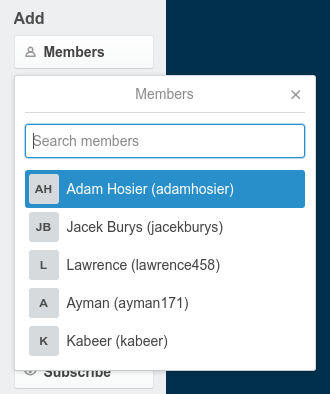 Add
Members
Members
Search members
AH Adam Hosier (adamhosier)
JB Jacek Burys (jacekburys)
L Lawrence (lawrence458)
A Ayman (ayman171)
K Kabeer (kabeer)
Subscribe